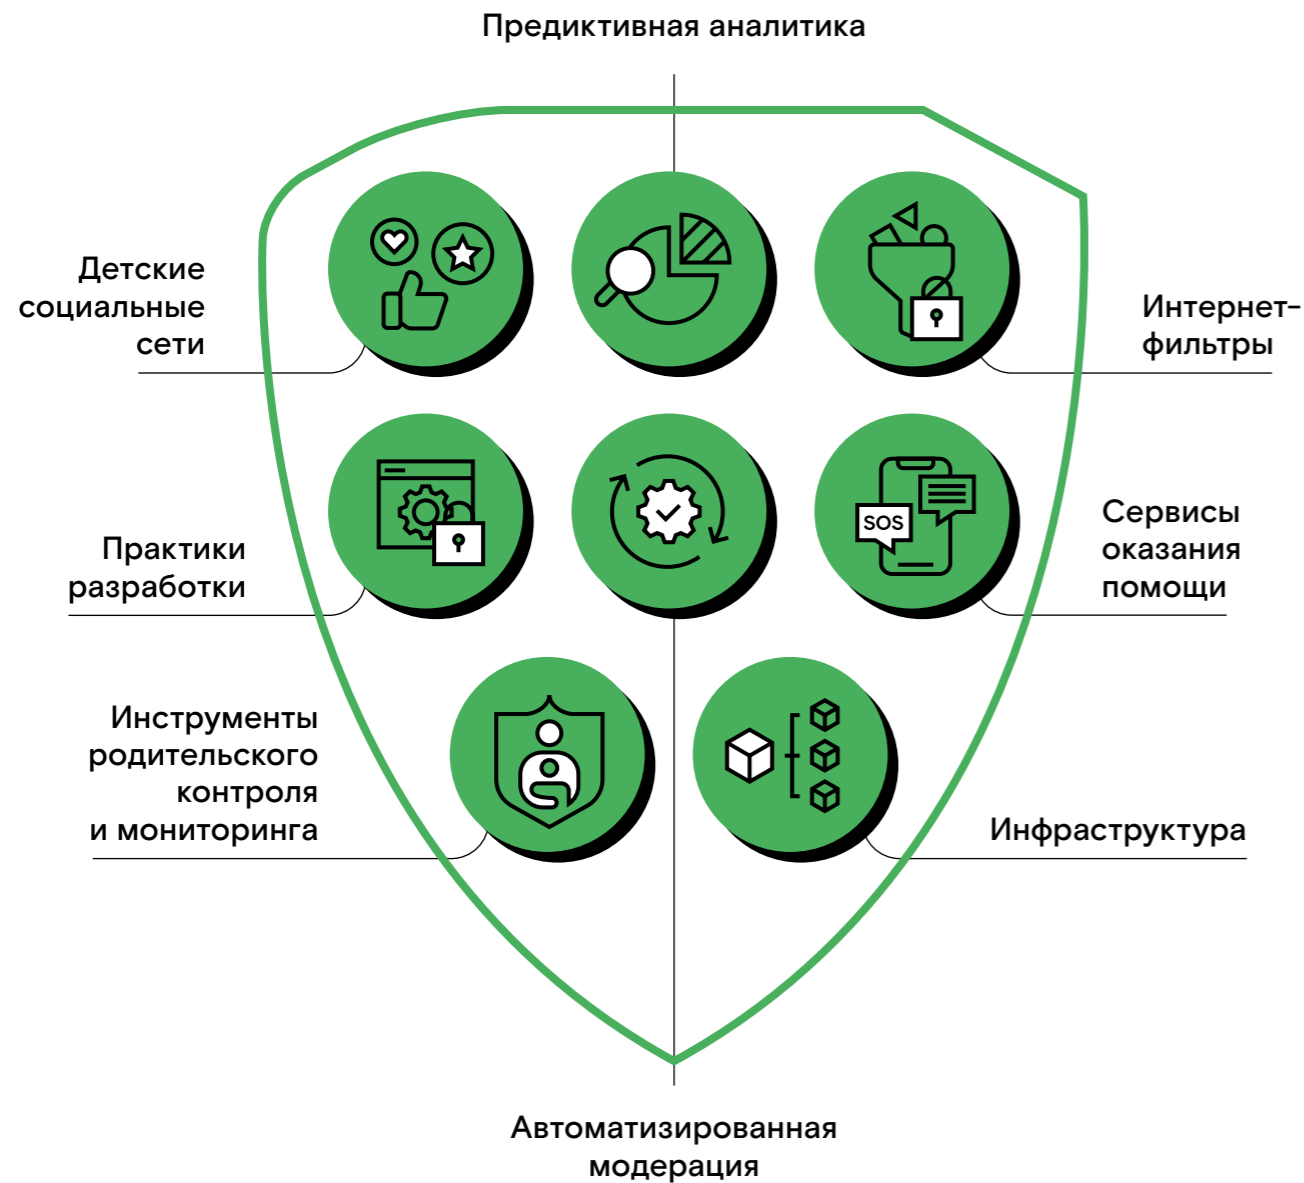 Предиктивная аналитика
Детские
социальные
сети
Интернет-
фильтры
Практики
разработки
SOS
Сервисы
оказания
помощи
Инструменты
родительского
контроля
и мониторинга
Инфраструктура
Автоматизированная
модерация